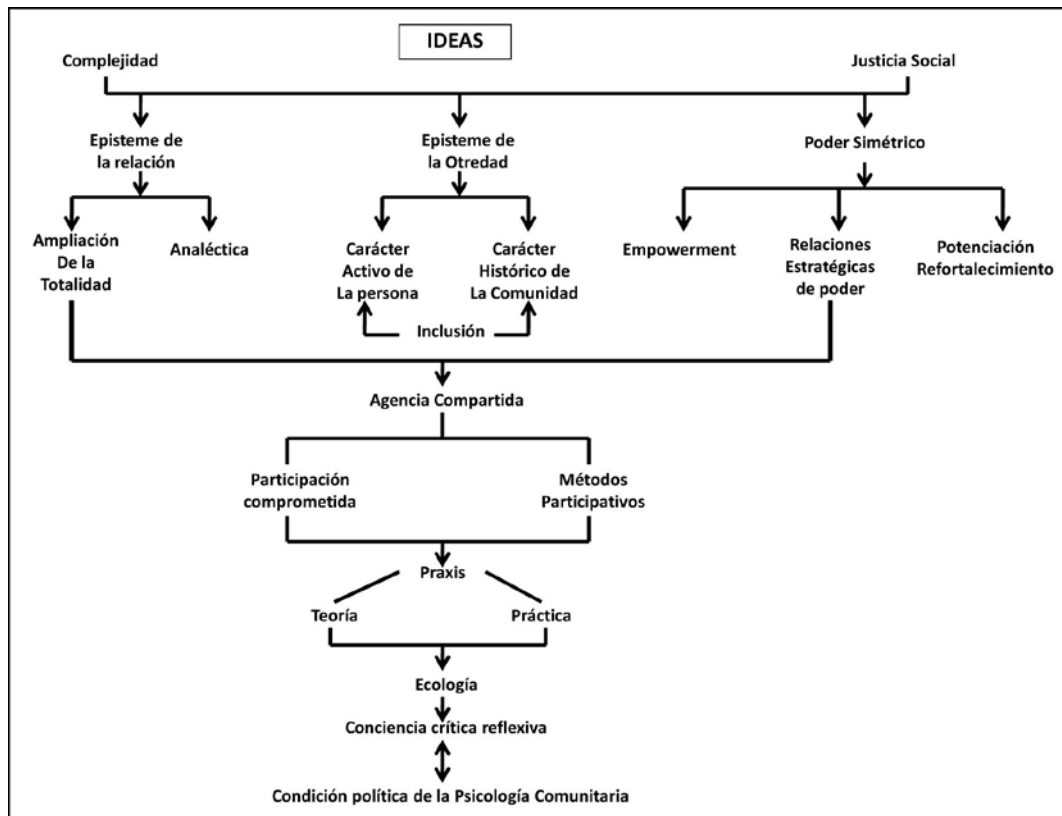 IDEAS
Complejidad
Justicia Social
Episteme de
la relación
Episteme de
la Otredad
Poder Simétrico
Ampliación
De la
Totalidad
Analéctica
Carácter
Activo de
La persona
Carácter
Histórico de
La Comunidad
Empowerment
Relaciones
Estratégicas
de poder
Potenciación
Refortalecimiento
Inclusión
Agencia Compartida
Participación
comprometida
Métodos
Participativos
Praxis
Teoría
Práctica
Ecología
Conciencia crítica reflexiva
Condición política de la Psicología Comunitaria